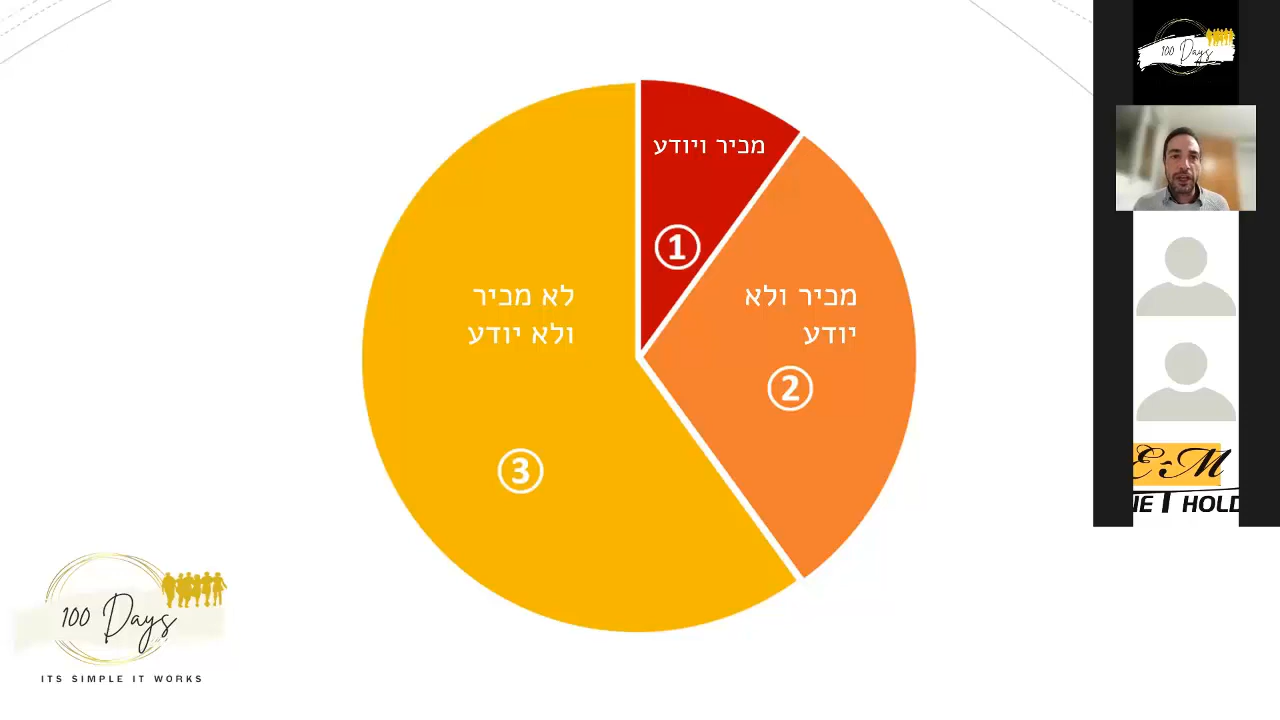 מכיר ויודע
1
מכיר ולא
יודע
2
לא מכיר
ולא יודע
3
100 Days
ITS SIMPLE IT WORKS
100 Days
E-M
HOLD